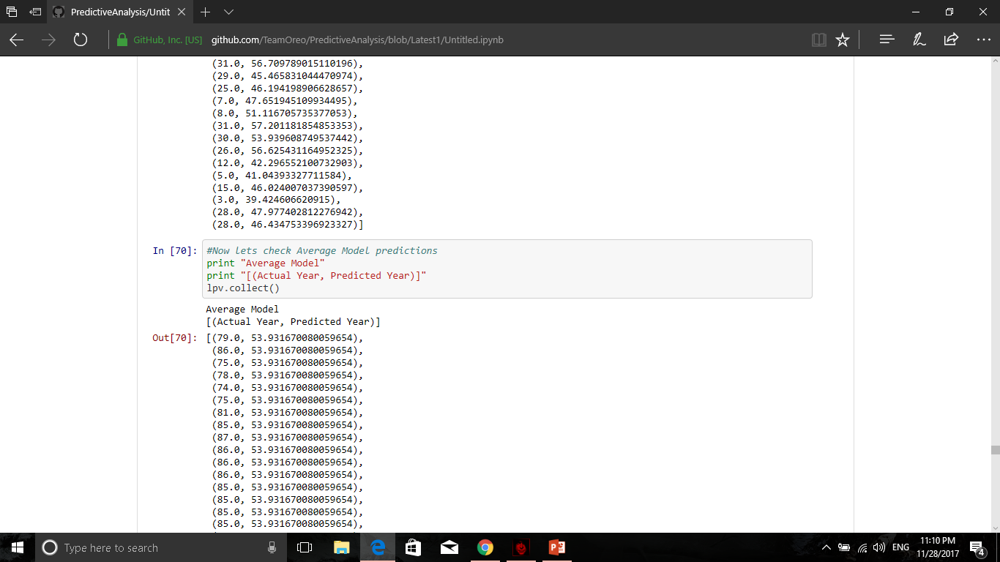 PredictiveAnalysis/Untit
GitHub, Inc. [US] github.com/TeamOreo/PredictiveAnalysis/blob/Latest1/Untitled.ipynb
(31.0, 56.709789015110196),
(29.0, 45.465831044470974),
(25.0, 46.194198906628657),
(7.0, 47.651945109934495),
(8.0, 51.116705735377053),
(31.0, 57.201181854853353),
(30.0, 53.939608749537442),
(26.0, 56.625431164952325),
(12.0, 42.296552100732903),
(5.0, 41.04393327711584),
(15.0, 46.024007037390597),
(3.0, 39.424606620915),
(28.0, 47.977402812276942),
(28.0, 46.434753396923327)]
In [70]: #Now lets check Average Model predictions
print "Average Model"
print "[(Actual Year, Predicted Year)]"
lpv.collect()
Average Model
[(Actual Year, Predicted Year)]
Out[70]: [(79.0, 53.931670080059654),
(86.0, 53.931670080059654),
(75.0, 53.931670080059654),
(78.0, 53.931670080059654),
(74.0, 53.931670080059654),
(75.0, 53.931670080059654),
(81.0, 53.931670080059654),
(85.0, 53.931670080059654),
(87.0, 53.931670080059654),
(86.0, 53.931670080059654),
(86.0, 53.931670080059654),
(86.0, 53.931670080059654),
(85.0, 53.931670080059654),
(85.0, 53.931670080059654),
(85.0, 53.931670080059654),
(85.0, 53.931670080059654),
Type here to search
ENG
11:10 PM
11/28/2017
4